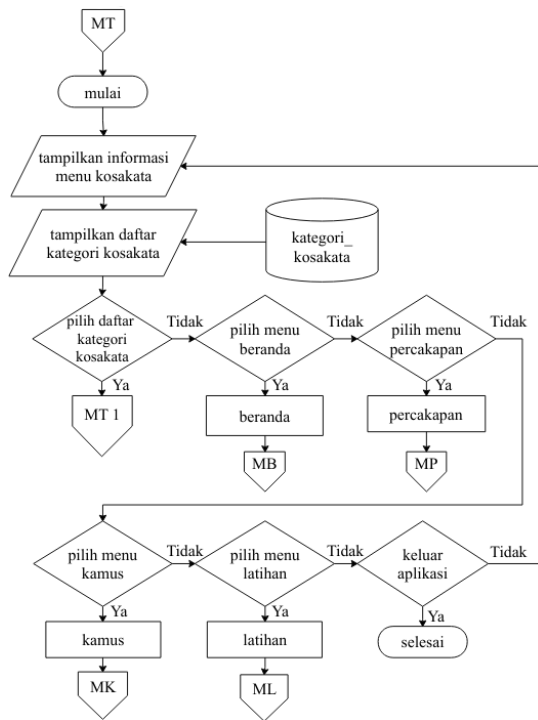 MT
mulai
tampilkan informasi
menu kosakata
tampilkan daftar
kategori kosakata
kategori_
kosakata
pilih daftar
kategori
kosakata
Tidak
pilih menu
beranda
Tidak
pilih menu
percakapan
Tidak
Ya
Ya
Ya
MT 1
beranda
percakapan
MB
MP
pilih menu
kamus
Tidak
pilih menu
latihan
Tidak
keluar
aplikasi
Tidak
Ya
Ya
Ya
kamus
latihan
selesai
MK
ML